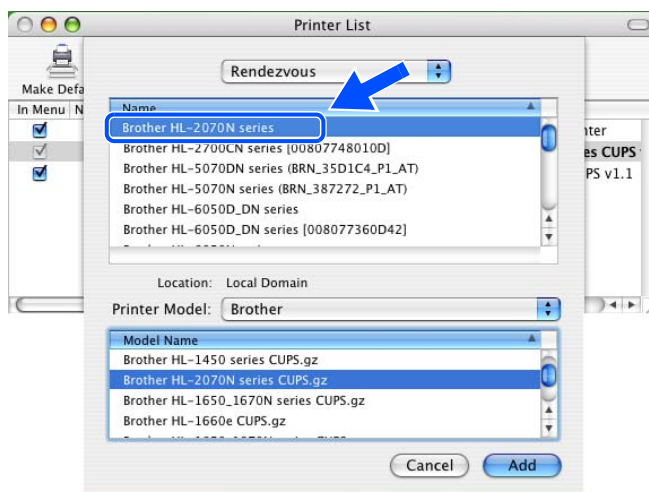 Printer List
Rendezvous
Make Defa
In Menu N
Name
Brother HL-2070N series
Brother HL-2700CN series [00807748010D]
Brother HL-5070DN series (BRN_35D1C4_P1_AT)
Brother HL-5070N series (BRN_387272_P1_AT)
Brother HL-6050D_DN series
Brother HL-6050D_DN series [008077360D42]
nter
es CUPS
PS v1.1
Location: Local Domain
Printer Model: Brother
Model Name
Brother HL-1450 series CUPS.gz
Brother HL-2070N series CUPS.gz
Brother HL-1650_1670N series CUPS.gz
Brother HL-1660e CUPS.gz
Cancel Add